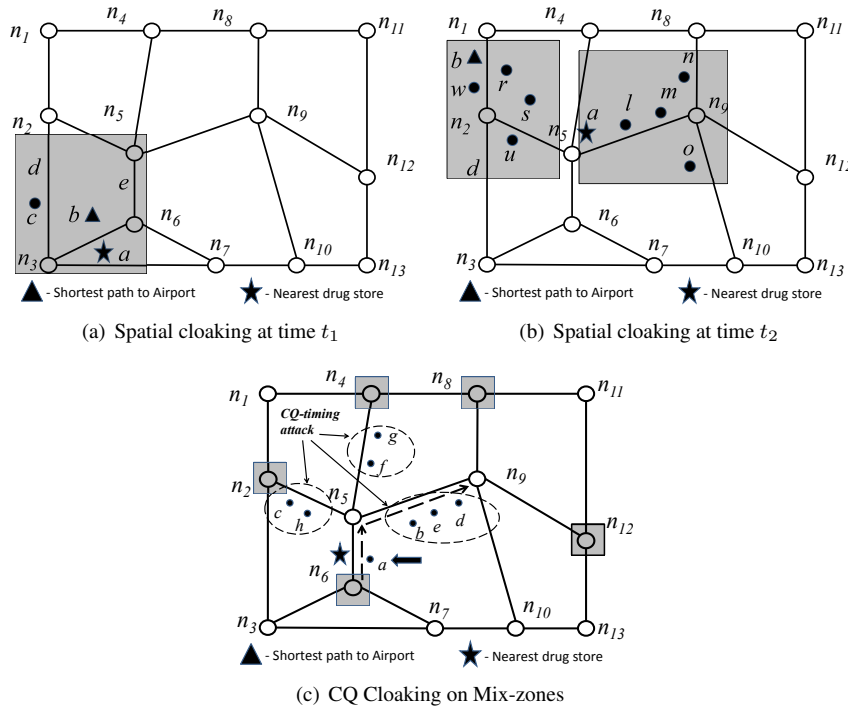 n4 n8
n1 n11
n2 n5 n9
d e
c b n6 n12
n3 a n7 n10 n13
- Shortest path to Airport - Nearest drug store
(a) Spatial cloaking at time t1
n1 n4 n8 n11
b r n
w s a l m n9
n2 n5
d u o n12
n6
n3 n7 n10 n13
- Shortest path to Airport - Nearest drug store
(b) Spatial cloaking at time t2
n4 n8
n1 n11
CQ-timing
attack
g
f
n2 n5 n9
c h b e d
n12
n6 a
n3 n7 n10 n13
- Shortest path to Airport - Nearest drug store
(c) CQ Cloaking on Mix-zones